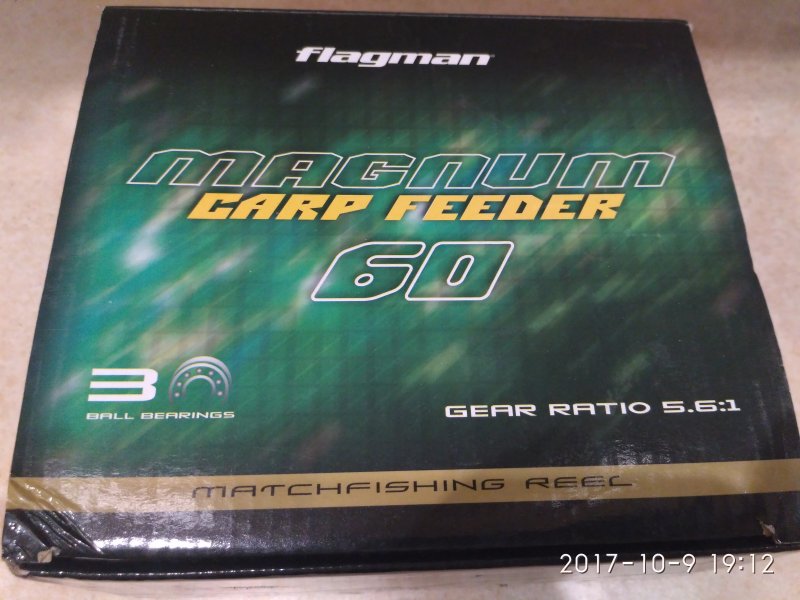 flagman
MAGNUM
CARP FEEDER
60
3
BALL BEARINGS
GEAR RATIO 5.6:1
MATCHFISHING REEL
2017-10-9 19:12